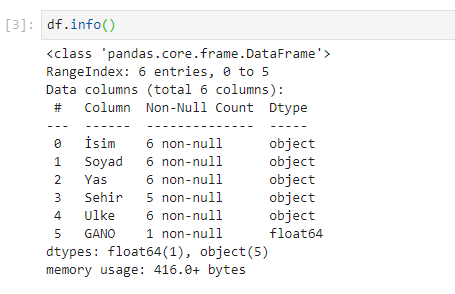 [3]: df.info()
<class 'pandas.core.frame.DataFrame'>
RangeIndex: 6 entries, 0 to 5
Data columns (total 6 columns):
 #   Column  Non-Null Count  Dtype
---  ------  --------------  -----
 0   İsim    6 non-null      object
 1   Soyad   6 non-null      object
 2   Yas     6 non-null      object
 3   Sehir   5 non-null      object
 4   Ulke    6 non-null      object
 5   GANO    1 non-null      float64
dtypes: float64(1), object(5)
memory usage: 416.0+ bytes